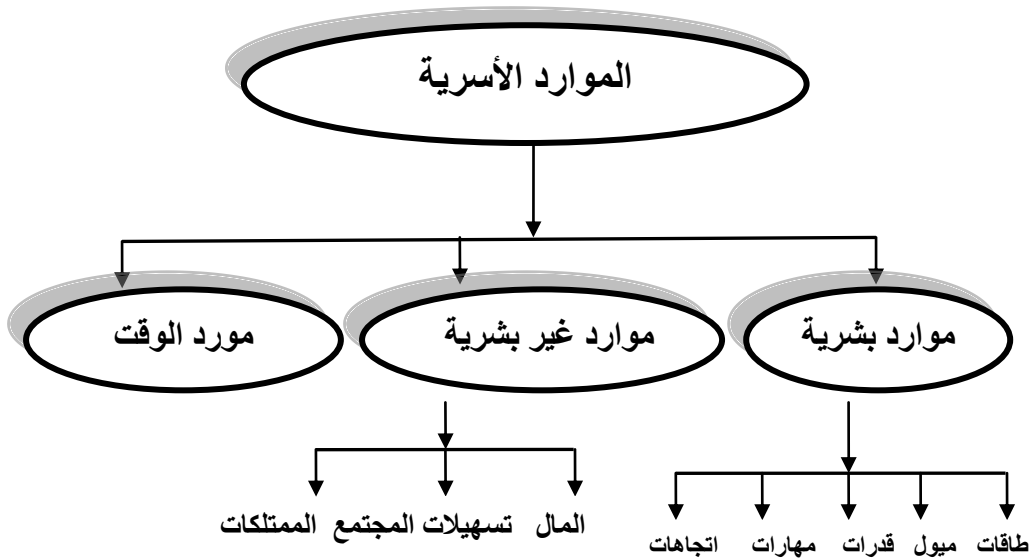 الموارد الأسرية
موارد بشرية
موارد غير بشرية
مورد الوقت
المال
تسهيلات المجتمع
الممتلكات
طاقات
ميول
قدرات
مهارات
اتجاهات